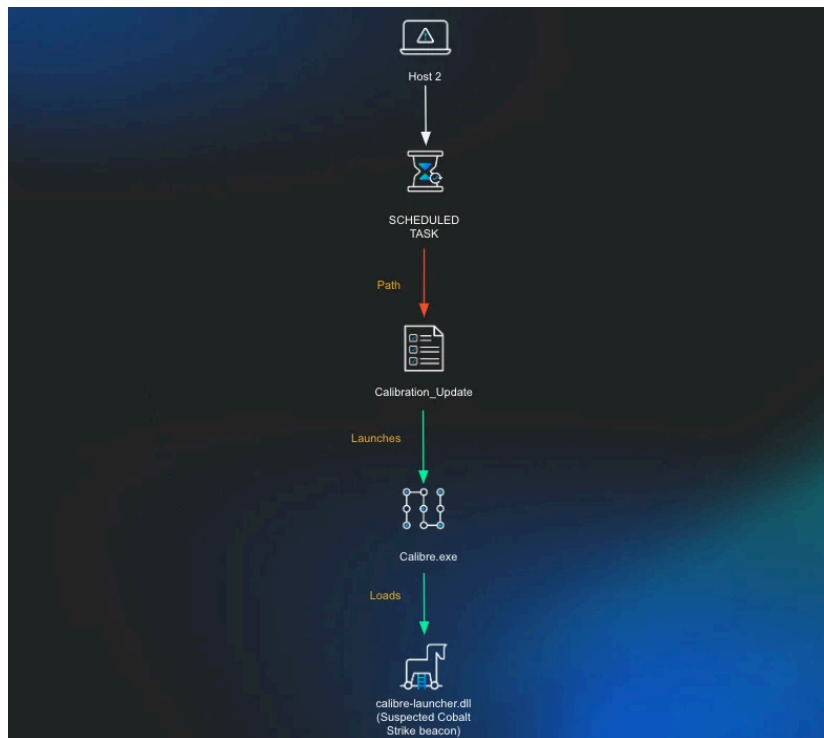 Host 2
SCHEDULED
TASK
Path
Calibration_Update
Launches
Calibre.exe
Loads
calibre-launcher.dll
(Suspected Cobalt
Strike beacon)